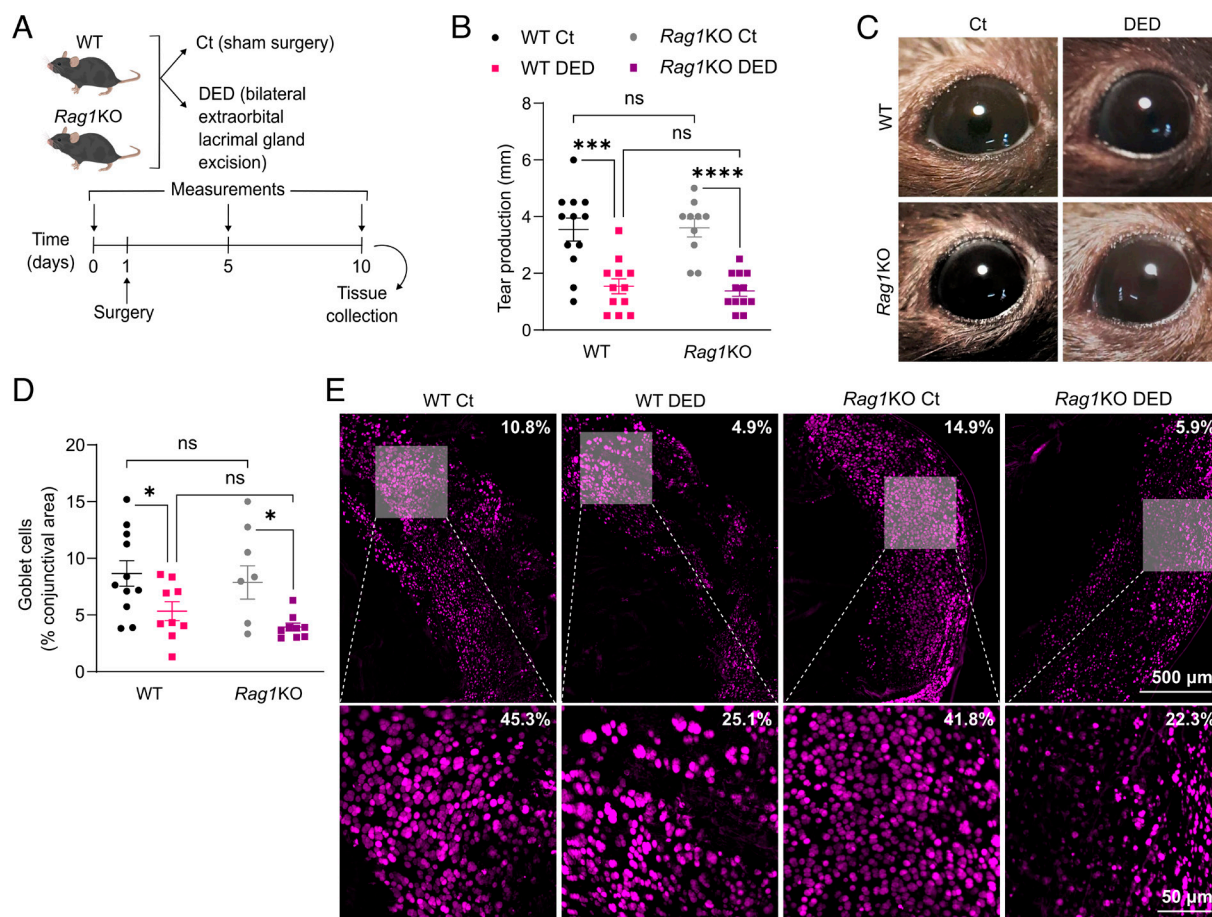 A
WT
Rag1KO
Ct (sham surgery)
DED (bilateral
extraorbital
lacrimal gland
excision)
Measurements
Time
(days)
0
1
5
10
Surgery
Tissue
collection
B
WT Ct
Rag1KO Ct
WT DED
Rag1KO DED
ns
ns
***
****
Tear production (mm)
8
6
4
2
0
WT
Rag1KO
C
Ct
DED
WT
Rag1KO
D
ns
ns
*
*
Goblet cells
(% conjunctival area)
20
15
10
5
0
WT
Rag1KO
E
WT Ct
WT DED
Rag1KO Ct
Rag1KO DED
10.8%
4.9%
14.9%
5.9%
500 µm
45.3%
25.1%
41.8%
22.3%
50 µm